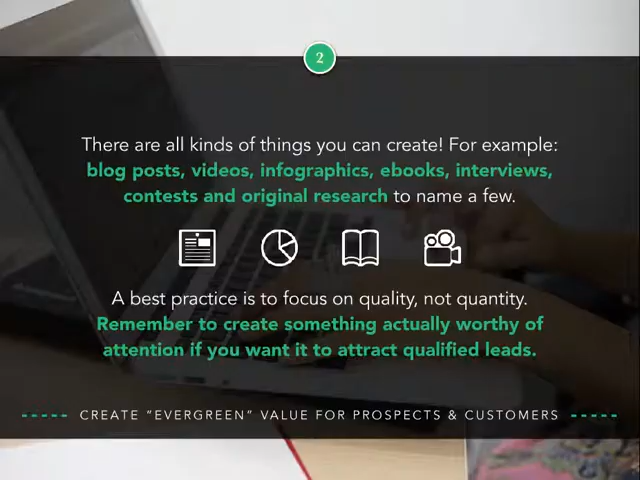 2
There are all kinds of things you can create! For example:
blog posts, videos, infographics, ebooks, interviews,
contests and original research to name a few.
A best practice is to focus on quality, not quantity.
Remember to create something actually worthy of
attention if you want it to attract qualified leads.
CREATE “EVERGREEN” VALUE FOR PROSPECTS & CUSTOMERS